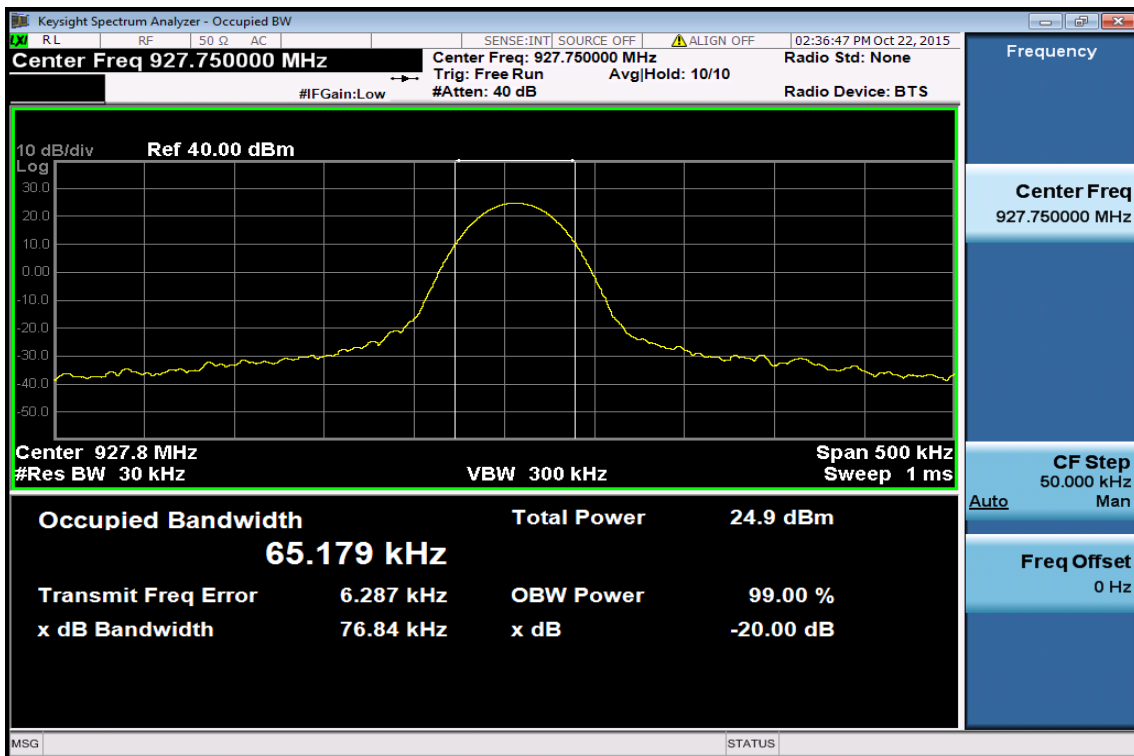 Keysight Spectrum Analyzer - Occupied BW
LXI RL RF 50 Ω AC SENSE:INT SOURCE OFF ALIGN OFF 02:36:47 PM Oct 22, 2015
Center Freq 927.750000 MHz
Center Freq: 927.750000 MHz Radio Std: None
Trig: Free Run Avg|Hold: 10/10
#IFGain:Low #Atten: 40 dB Radio Device: BTS
10 dB/div Ref 40.00 dBm
Log
30.0
20.0
10.0
0.00
-10.0
-20.0
-30.0
-40.0
-50.0
Center 927.8 MHz Span 500 kHz
#Res BW 30 kHz VBW 300 kHz Sweep 1 ms
Occupied Bandwidth Total Power 24.9 dBm
65.179 kHz
Transmit Freq Error 6.287 kHz OBW Power 99.00 %
x dB Bandwidth 76.84 kHz x dB -20.00 dB
MSG STATUS
Frequency
Center Freq
927.750000 MHz
CF Step
50.000 kHz
Auto Man
Freq Offset
0 Hz